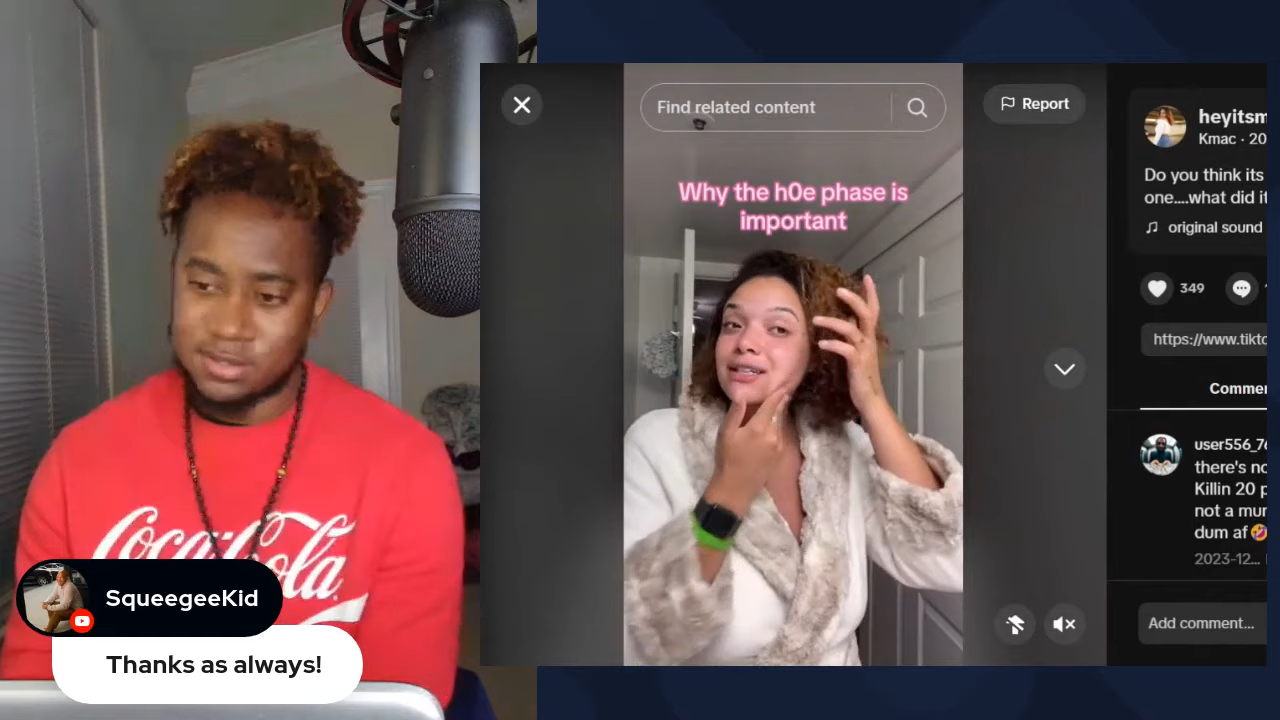 Find related content
Report
Why the h0e phase is
important
heyitsm
Kmac · 20
Do you think its
one....what did it
original sound
349
https://www.tikto
Comme
user556_7
there's no
Killin 20 p
not a mur
dum af
2023-12...
Add comment...
Coca-Cola
SqueegeeKid
Thanks as always!